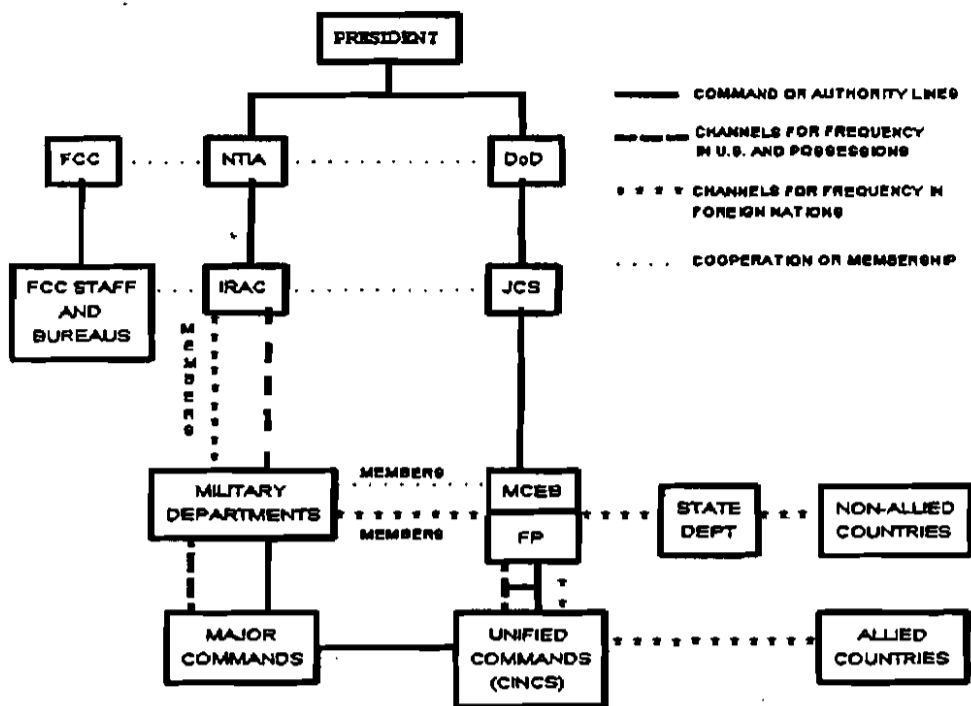 PRESIDENT
COMMAND OR AUTHORITY LINES
CHANNELS FOR FREQUENCY
IN U.S. AND POSSESSIONS
CHANNELS FOR FREQUENCY IN
FOREIGN NATIONS
COOPERATION OR MEMBERSHIP
FCC
NTIA
DoD
FCC STAFF
AND
BUREAUS
IRAC
JCS
MEMBERS
MILITARY
DEPARTMENTS
MEMBERS
MEMBERS
MCEB
FP
STATE
DEPT
NON-ALLIED
COUNTRIES
MAJOR
COMMANDS
UNIFIED
COMMANDS
(CINCS)
ALLIED
COUNTRIES